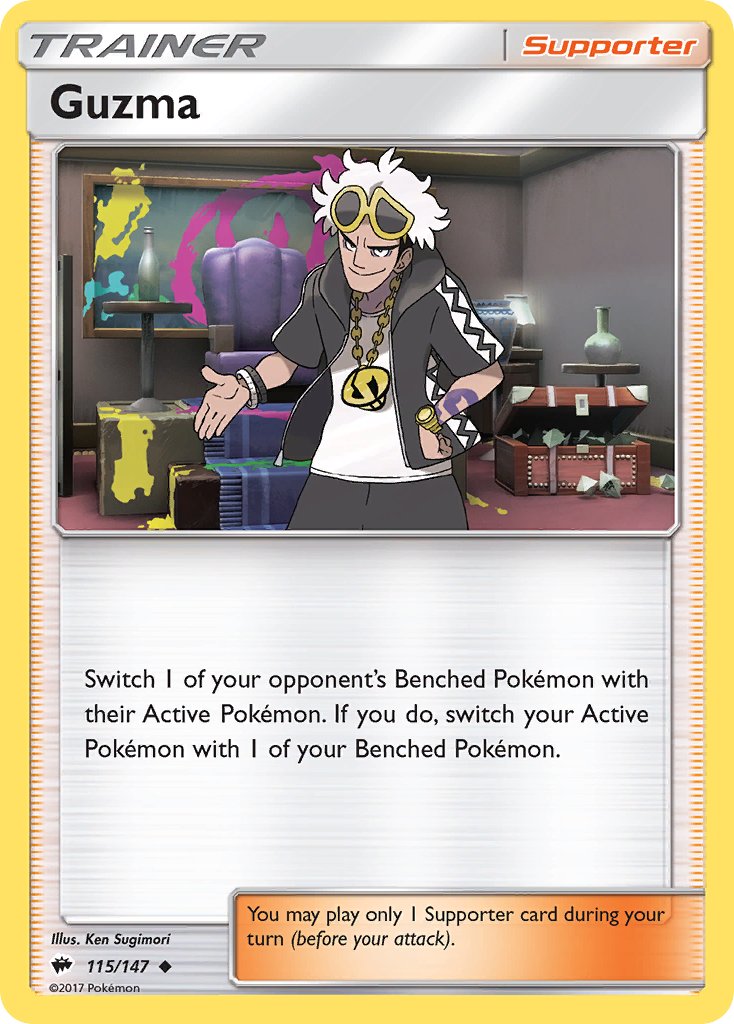 TRAINER
Supporter
Guzma
Switch 1 of your opponent's Benched Pokémon with
their Active Pokémon. If you do, switch your Active
Pokémon with 1 of your Benched Pokémon.
You may play only 1 Supporter card during your
turn (before your attack).
Illus. Ken Sugimori
115/147
©2017 Pokémon